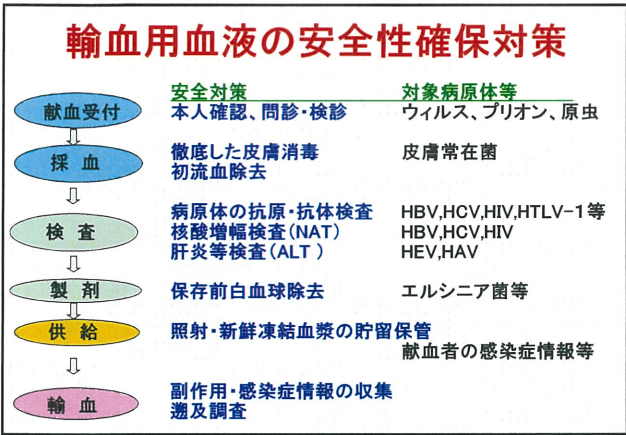 輸血用血液の安全性確保対策
安全対策 対象病原体等
献血受付 本人確認、問診・検診 ウィルス、プリオン、原虫
採 血 徹底した皮膚消毒 皮膚常在菌
初流血除去
病原体の抗原・抗体検査 HBV,HCV,HIV,HTLV-1等
検 査 核酸増幅検査(NAT) HBV,HCV,HIV
肝炎等検査(ALT ) HEV,HAV
製 剤 保存前白血球除去 エルシニア菌等
供 給 照射・新鮮凍結血漿の貯留保管
献血者の感染症情報等
輸 血 副作用・感染症情報の収集
遡及調査